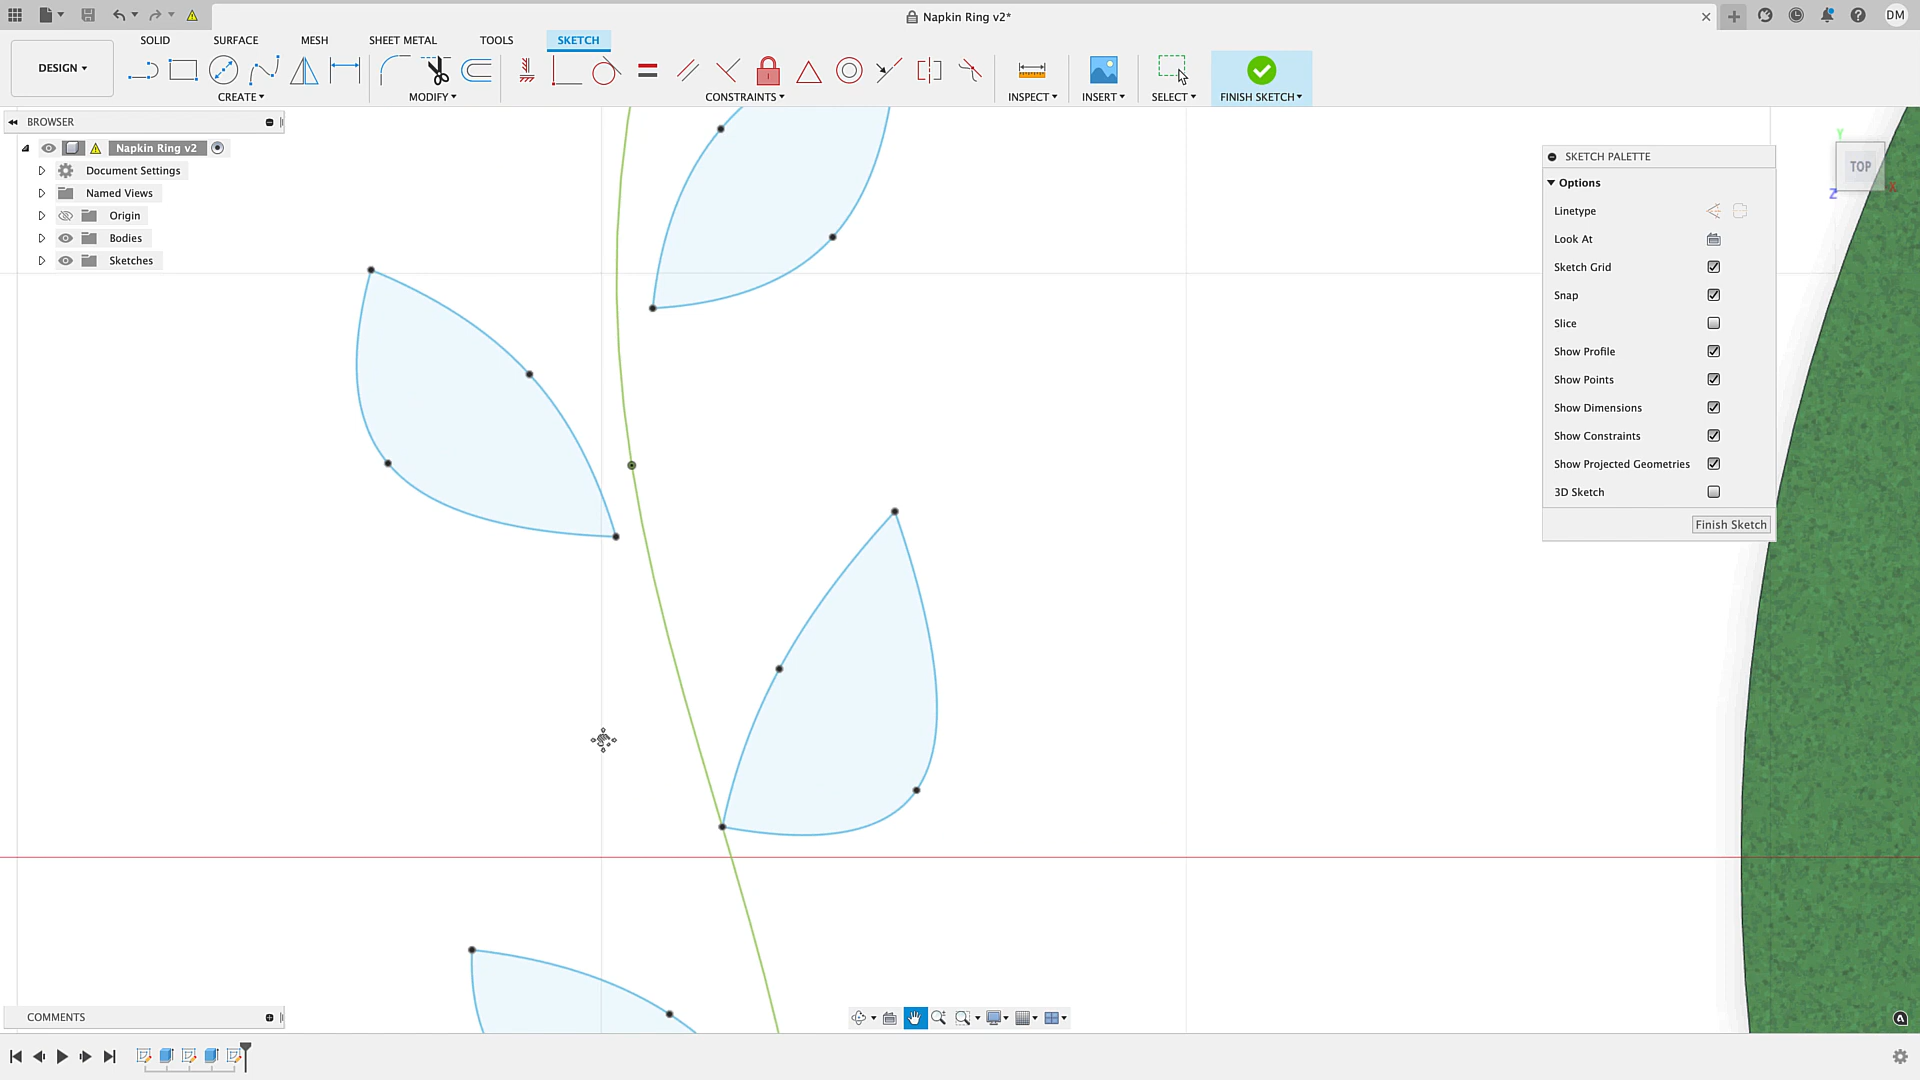 Napkin Ring v2*
DM
SOLID
SURFACE
MESH
SHEET METAL
TOOLS
SKETCH
DESIGN
CREATE
MODIFY
CONSTRAINTS
INSPECT
INSERT
SELECT
FINISH SKETCH
BROWSER
Napkin Ring v2
Document Settings
Named Views
Origin
Bodies
Sketches
SKETCH PALETTE
Options
Linetype
Look At
Sketch Grid
Snap
Slice
Show Profile
Show Points
Show Dimensions
Show Constraints
Show Projected Geometries
3D Sketch
Finish Sketch
Y
TOP
X
Z
COMMENTS